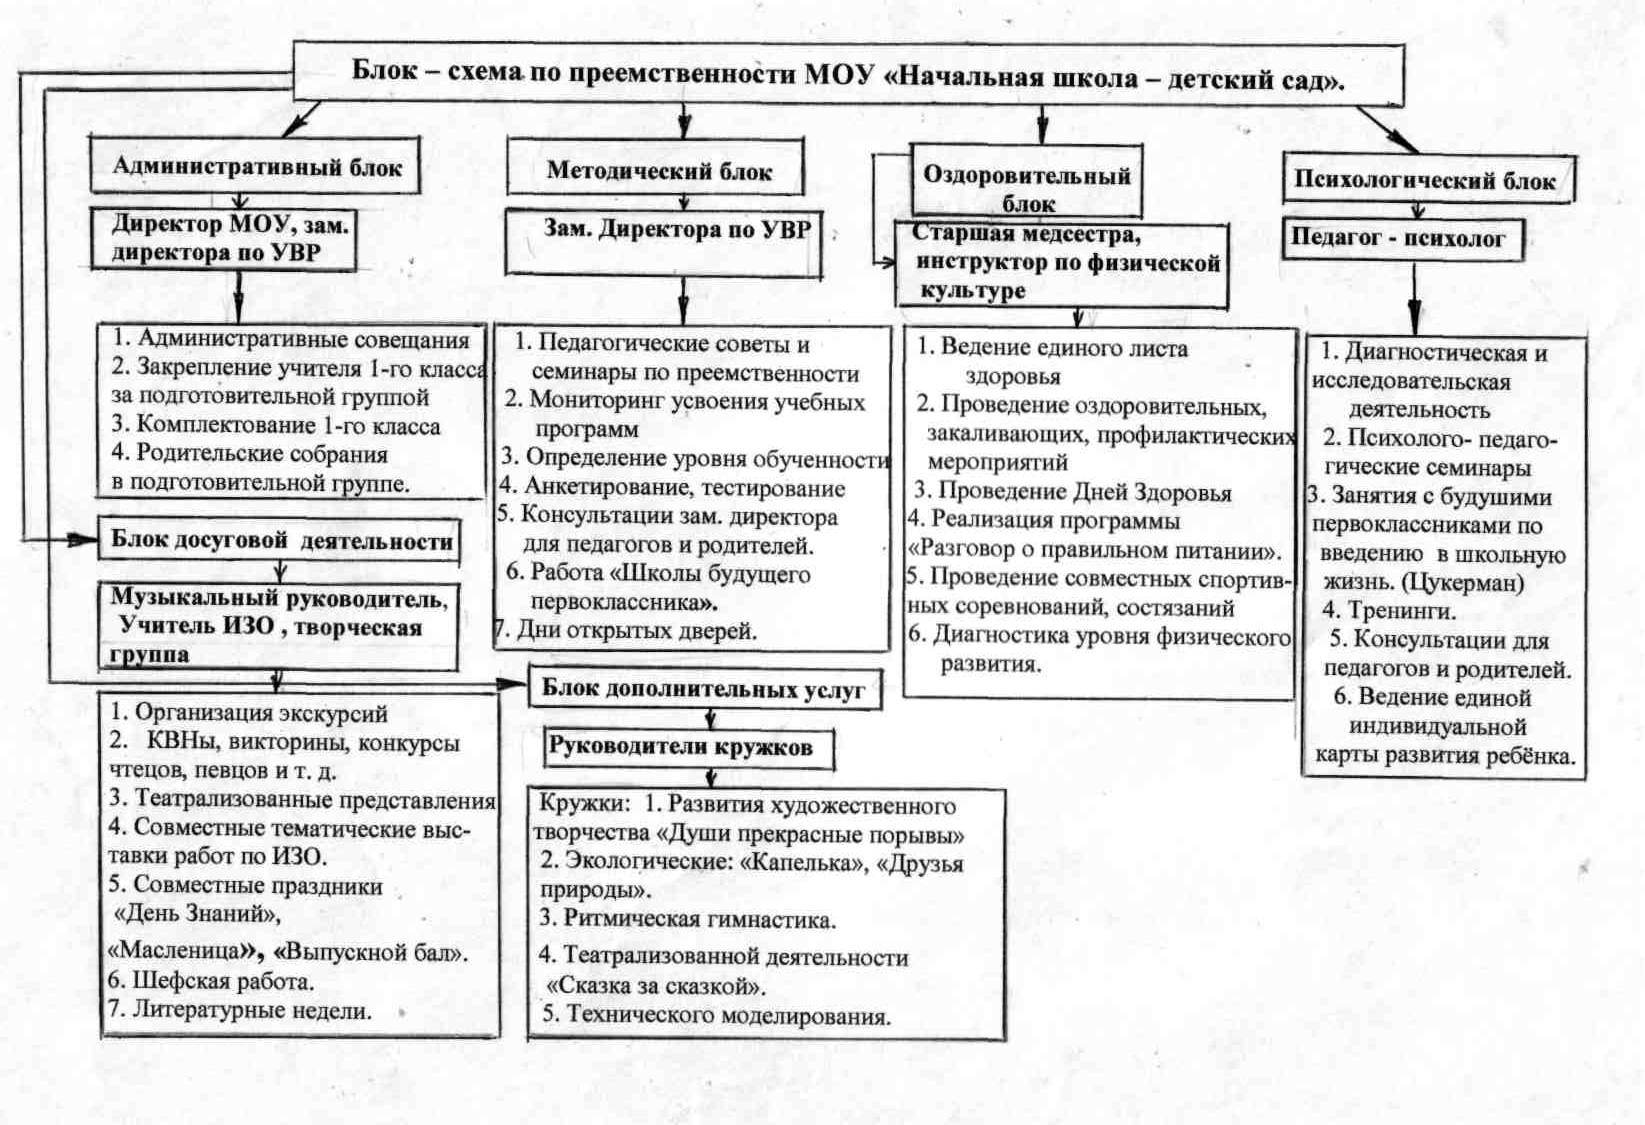 Блок – схема по преемственности МОУ «Начальная школа – детский сад».
Административный блок
Директор МОУ, зам.
директора по УВР
1. Административные совещания
2. Закрепление учителя 1-го класса
за подготовительной группой
3. Комплектование 1-го класса
4. Родительские собрания
в подготовительной группе.
Методический блок
Зам. Директора по УВР
1. Педагогические советы и
семинары по преемственности
2. Мониторинг усвоения учебных
программ
3. Определение уровня обученности
4. Анкетирование, тестирование
5. Консультации зам. директора
для педагогов и родителей.
6. Работа «Школы будущего
первоклассника».
7. Дни открытых дверей.
Оздоровительный
блок
Старшая медсестра,
инструктор по физической
культуре
1. Ведение единого листа
здоровья
2. Проведение оздоровительных,
закаливающих, профилактических
мероприятий
3. Проведение Дней Здоровья
4. Реализация программы
«Разговор о правильном питании».
5. Проведение совместных спортив-
ных соревнований, состязаний
6. Диагностика уровня физического
развития.
Психологический блок
Педагог - психолог
1. Диагностическая и
исследовательская
деятельность
2. Психолого- педаго-
гические семинары
3. Занятия с будушими
первоклассниками по
введению в школьную
жизнь. (Цукерман)
4. Тренинги.
5. Консультации для
педагогов и родителей.
6. Ведение единой
индивидуальной
карты развития ребёнка.
Блок досуговой деятельности
Музыкальный руководитель,
Учитель ИЗО , творческая
группа
1. Организация экскурсий
2. КВНы, викторины, конкурсы
чтецов, певцов и т. д.
3. Театрализованные представления
4. Совместные тематические выс-
тавки работ по ИЗО.
5. Совместные праздники
«День Знаний»,
«Масленица», «Выпускной бал».
6. Шефская работа.
7. Литературные недели.
Блок дополнительных услуг
Руководители кружков
Кружки: 1. Развития художественного
творчества «Души прекрасные порывы»
2. Экологические: «Капелька», «Друзья
природы».
3. Ритмическая гимнастика.
4. Театрализованной деятельности
«Сказка за сказкой».
5. Технического моделирования.